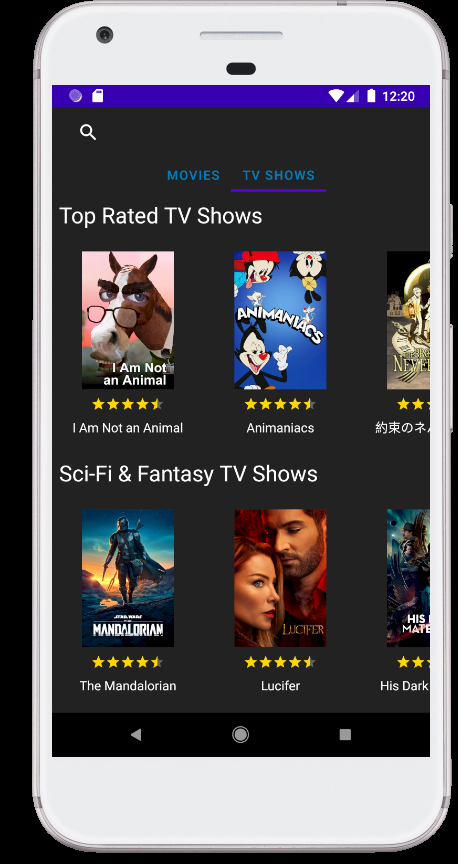 12:20
MOVIES TV SHOWS
Top Rated TV Shows
I Am Not
an Animal
ANIMANIACS
I Am Not an Animal Animaniacs 約束のネ
Sci-Fi & Fantasy TV Shows
STAR WARS
MANDALORIAN
LUCIFER
HIS
MATE
The Mandalorian Lucifer His Dark